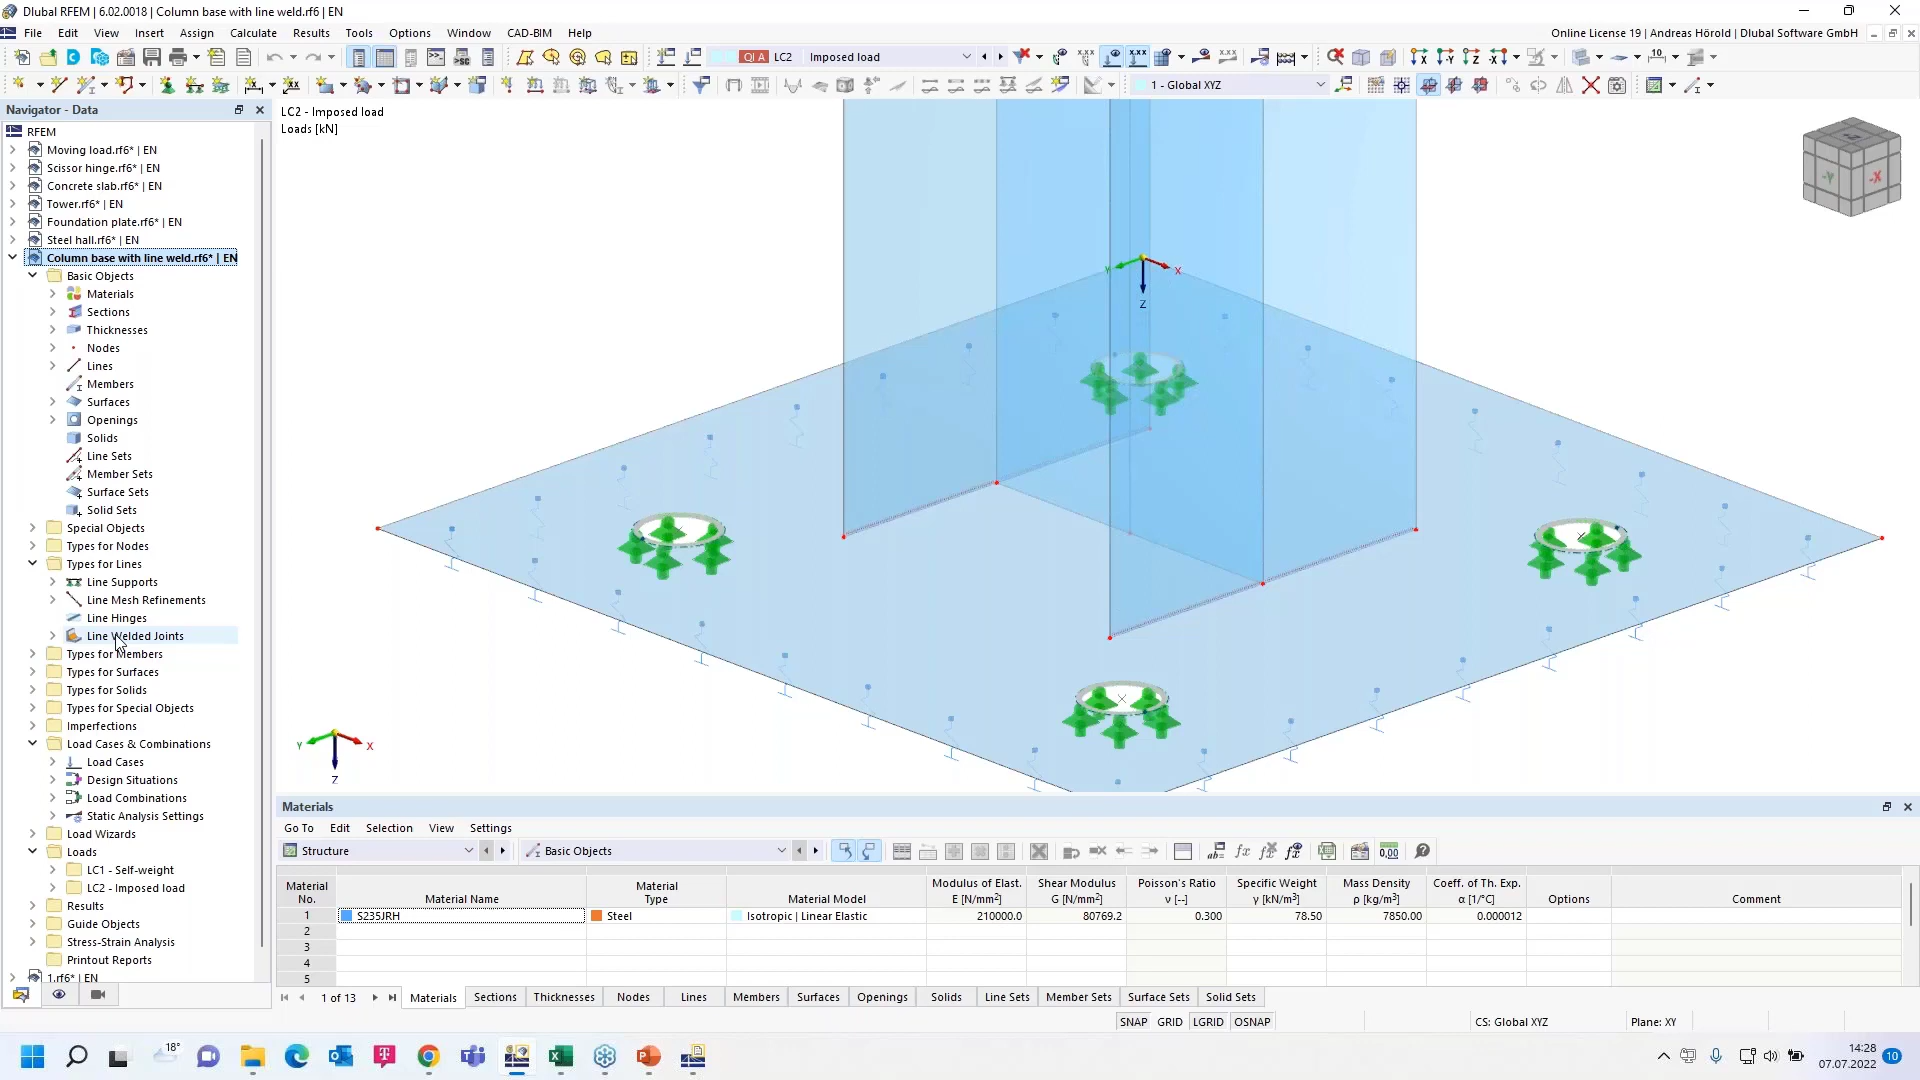 Dlubal RFEM | 6.02.0018 | Column base with line weld.rf6 | EN
File Edit View Insert Assign Calculate Results Tools Options Window CAD-BIM Help
Online License 19 | Andreas Hörold | Dlubal Software GmbH
QI A LC2 Imposed load
1 - Global XYZ
Navigator - Data
RFEM
Moving load.rf6* | EN
Scissor hinge.rf6* | EN
Concrete slab.rf6* | EN
Tower.rf6* | EN
Foundation plate.rf6* | EN
Steel hall.rf6* | EN
Column base with line weld.rf6* | EN
Basic Objects
Materials
Sections
Thicknesses
Nodes
Lines
Members
Surfaces
Openings
Solids
Line Sets
Member Sets
Surface Sets
Solid Sets
Special Objects
Types for Nodes
Types for Lines
Line Supports
Line Mesh Refinements
Line Hinges
Line Welded Joints
Types for Members
Types for Surfaces
Types for Solids
Types for Special Objects
Imperfections
Load Cases & Combinations
Load Cases
Design Situations
Load Combinations
Static Analysis Settings
Load Wizards
Loads
LC1 - Self-weight
LC2 - Imposed load
Results
Guide Objects
Stress-Strain Analysis
Printout Reports
1.rf6* | EN
LC2 - Imposed load
Loads [kN]
-Y -X
Y X
Z
Y X
Z
Materials
Go To Edit Selection View Settings
Structure Basic Objects
Material No. Material Name Material Type Material Model Modulus of Elast. E [N/mm²] Shear Modulus G [N/mm²] Poisson's Ratio ν [--] Specific Weight γ [kN/m³] Mass Density ρ [kg/m³] Coeff. of Th. Exp. α [1/°C] Options Comment
1 S235JRH Steel Isotropic | Linear Elastic 210000.0 80769.2 0.300 78.50 7850.00 0.000012
2
3
4
5
1 of 13 Materials Sections Thicknesses Nodes Lines Members Surfaces Openings Solids Line Sets Member Sets Surface Sets Solid Sets
SNAP GRID LGRID OSNAP CS: Global XYZ Plane: XY
18°
14:28
07.07.2022
10